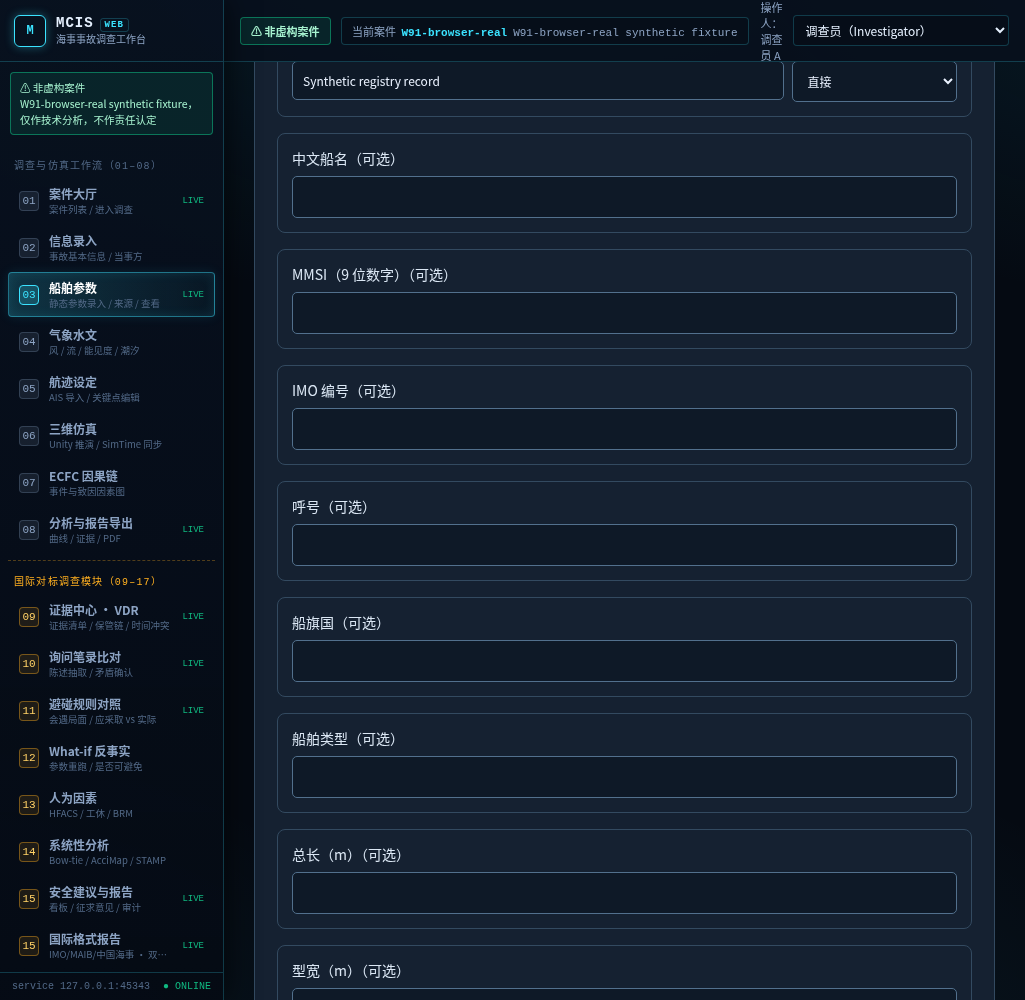 M
MCIS WEB
海事事故调查工作台
⚠ 非虚构案件
W91-browser-real synthetic fixture，
仅作技术分析，不作责任认定
调查与仿真工作流（01–08）
01
案件大厅
案件列表 / 进入调查
LIVE
02
信息录入
事故基本信息 / 当事方
03
船舶参数
静态参数录入 / 来源 / 查看
LIVE
04
气象水文
风 / 流 / 能见度 / 潮汐
05
航迹设定
AIS 导入 / 关键点编辑
06
三维仿真
Unity 推演 / SimTime 同步
07
ECFC 因果链
事件与致因因素图
08
分析与报告导出
曲线 / 证据 / PDF
LIVE
国际对标调查模块（09–17）
09
证据中心 · VDR
证据清单 / 保管链 / 时间冲突
LIVE
10
询问笔录比对
陈述抽取 / 矛盾确认
LIVE
11
避碰规则对照
会遇局面 / 应采取 vs 实际
LIVE
12
What-if 反事实
参数重跑 / 是否可避免
13
人为因素
HFACS / 工休 / BRM
14
系统性分析
Bow-tie / AcciMap / STAMP
15
安全建议与报告
看板 / 征求意见 / 审计
LIVE
15
国际格式报告
IMO/MAIB/中国海事 · 双…
LIVE
service 127.0.0.1:45343 ● ONLINE
⚠ 非虚构案件
当前案件 W91-browser-real W91-browser-real synthetic fixture
操作
人：
调查
员 A
调查员（Investigator）
Synthetic registry record
直接
中文船名（可选）
MMSI（9 位数字）（可选）
IMO 编号（可选）
呼号（可选）
船旗国（可选）
船舶类型（可选）
总长（m）（可选）
型宽（m）（可选）